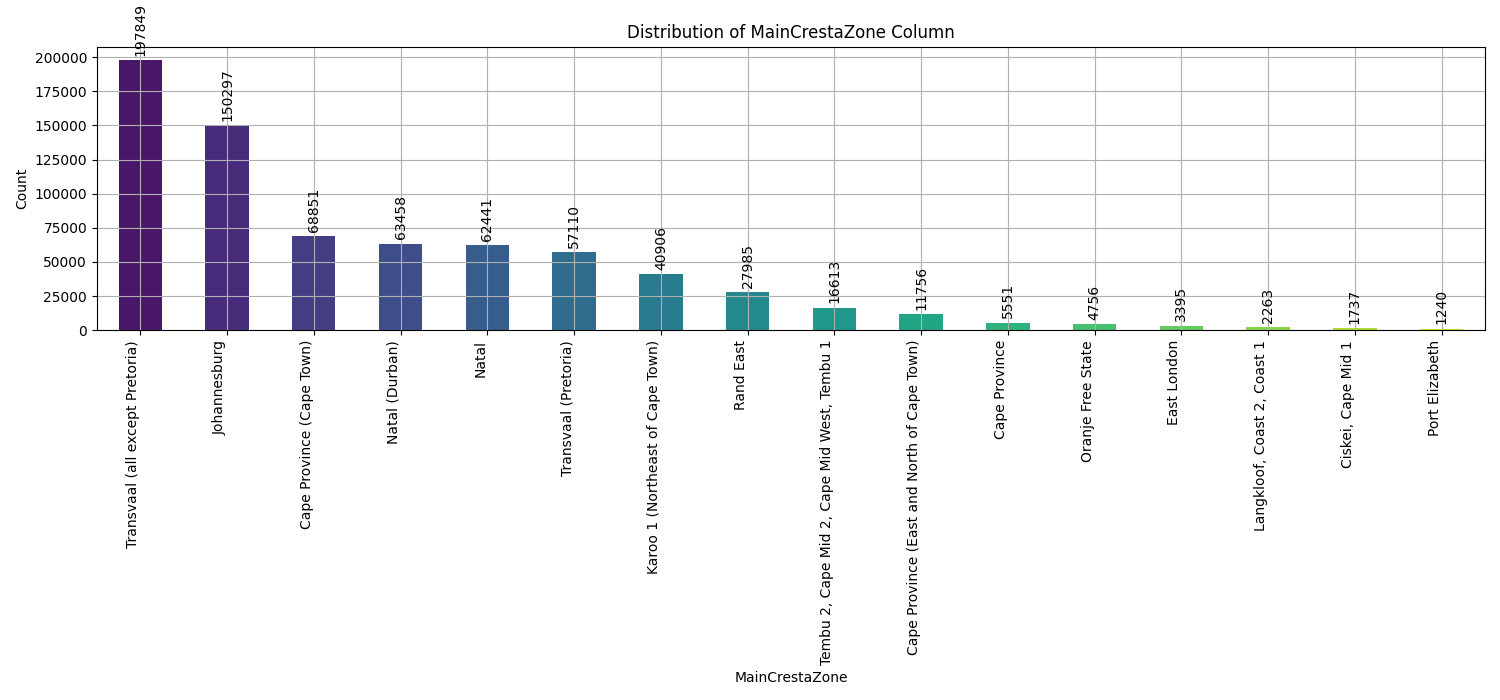 Distribution of MainCrestaZone Column
Count
200000
175000
150000
125000
100000
75000
50000
25000
0
197849
150297
68851
63458
62441
57110
40906
27985
16613
11756
5551
4756
3395
2263
1737
1240
Transvaal (all except Pretoria)
Johannesburg
Cape Province (Cape Town)
Natal (Durban)
Natal
Transvaal (Pretoria)
Karoo 1 (Northeast of Cape Town)
Rand East
Tembu 2, Cape Mid 2, Cape Mid West, Tembu 1
Cape Province (East and North of Cape Town)
Cape Province
Oranje Free State
East London
Langkloof, Coast 2, Coast 1
Ciskei, Cape Mid 1
Port Elizabeth
MainCrestaZone